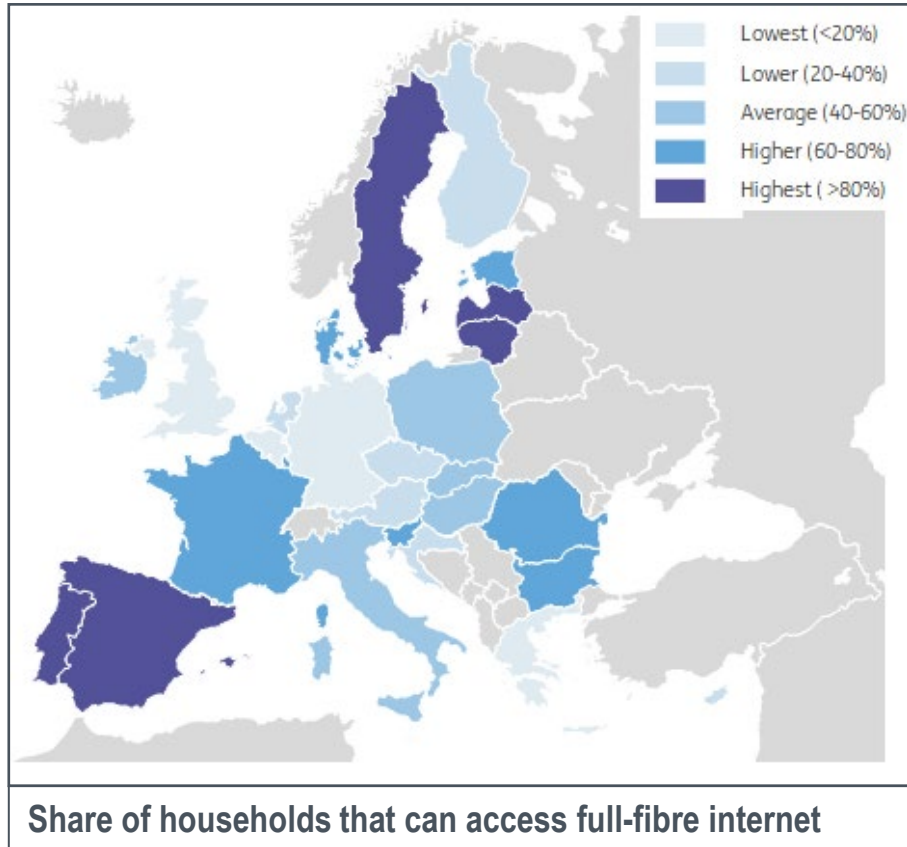 Lowest (<20%)
Lower (20-40%)
Average (40-60%)
Higher (60-80%)
Highest ( >80%)
Share of households that can access full-fibre internet